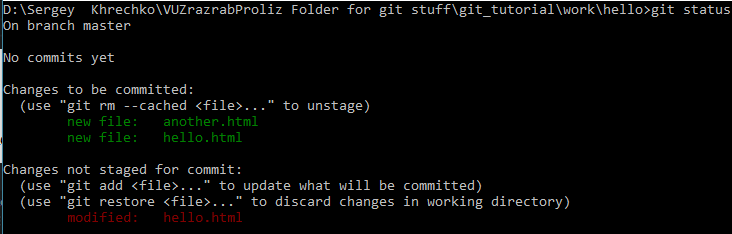 D:\Sergey  Khrechko\VUZrazrabProliz Folder for git stuff\git_tutorial\work\hello>git status
On branch master
No commits yet
Changes to be committed:
  (use "git rm --cached <file>..." to unstage)
        new file:   another.html
        new file:   hello.html
Changes not staged for commit:
  (use "git add <file>..." to update what will be committed)
  (use "git restore <file>..." to discard changes in working directory)
        modified:   hello.html